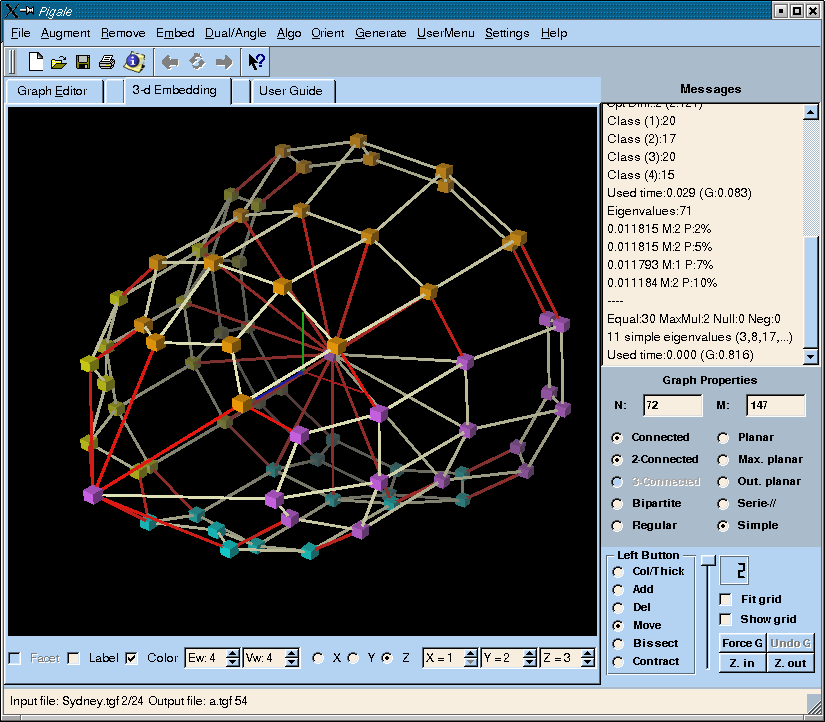 Pigale
File Augment Remove Embed Dual/Angle Algo Orient Generate UserMenu Settings Help
Graph Editor 3-d Embedding User Guide
Messages
Opt Dim.:2 (2.121)
Class (1):20
Class (2):17
Class (3):20
Class (4):15
Used time:0.029 (G:0.083)
Eigenvalues:71
0.011815 M:2 P:2%
0.011815 M:2 P:5%
0.011793 M:1 P:7%
0.011184 M:2 P:10%
----
Equal:30 MaxMul:2 Null:0 Neg:0
11 simple eigenvalues (3,8,17,...)
Used time:0.000 (G:0.816)
Graph Properties
N: 72 M: 147
Connected Planar
2-Connected Max. planar
3-Connected Out. planar
Bipartite Serie-//
Regular Simple
Left Button
Col/Thick
Add
Del
Move
Bissect
Contract
2
Fit grid
Show grid
Force G Undo G
Z. in Z. out
Facet Label Color Ew: 4 Vw: 4 X Y Z X = 1 Y = 2 Z = 3
Input file: Sydney.tgf 2/24 Output file: a.tgf 54